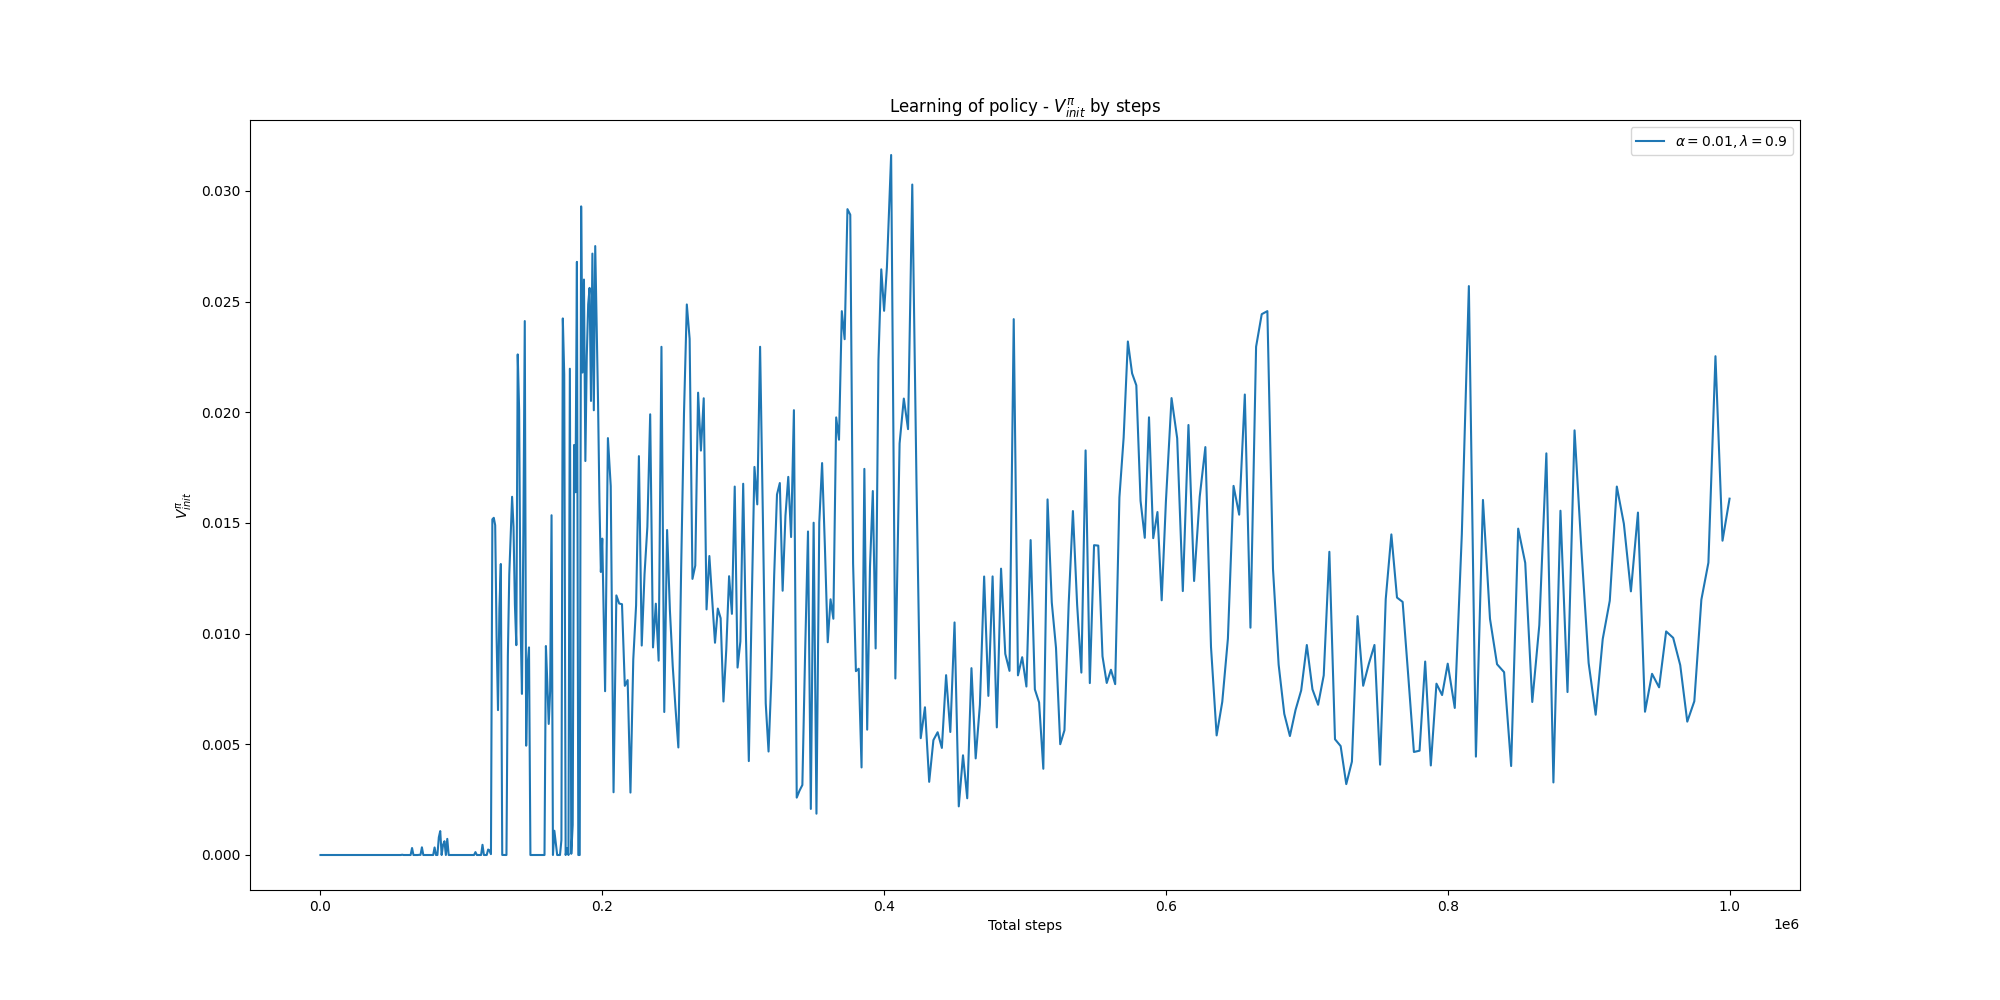 Learning of policy - $V^{\pi}_{init}$ by steps
α = 0.01, λ = 0.9
0.030
0.025
0.020
0.015
0.010
0.005
0.000
$V^{\pi}_{init}$
0.0 0.2 0.4 0.6 0.8 1.0
Total steps
1e6